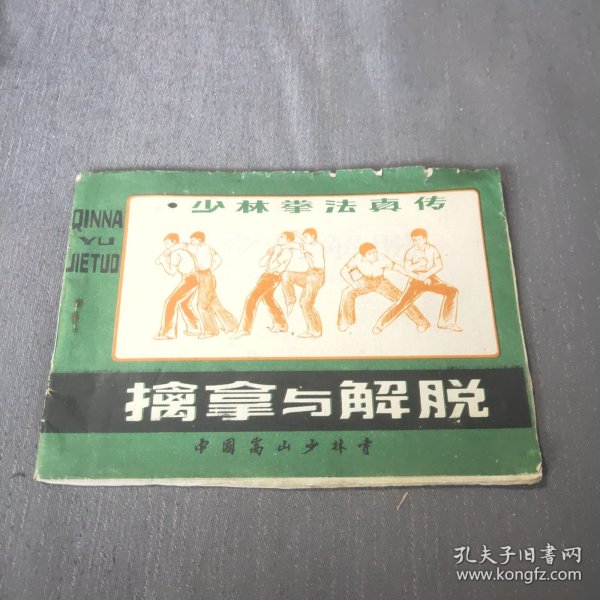 QINNA
YU
JIETUO
·少林拳法真传
擒拿与解脱
中国嵩山少林寺
孔夫子旧书网
www.kongfz.com